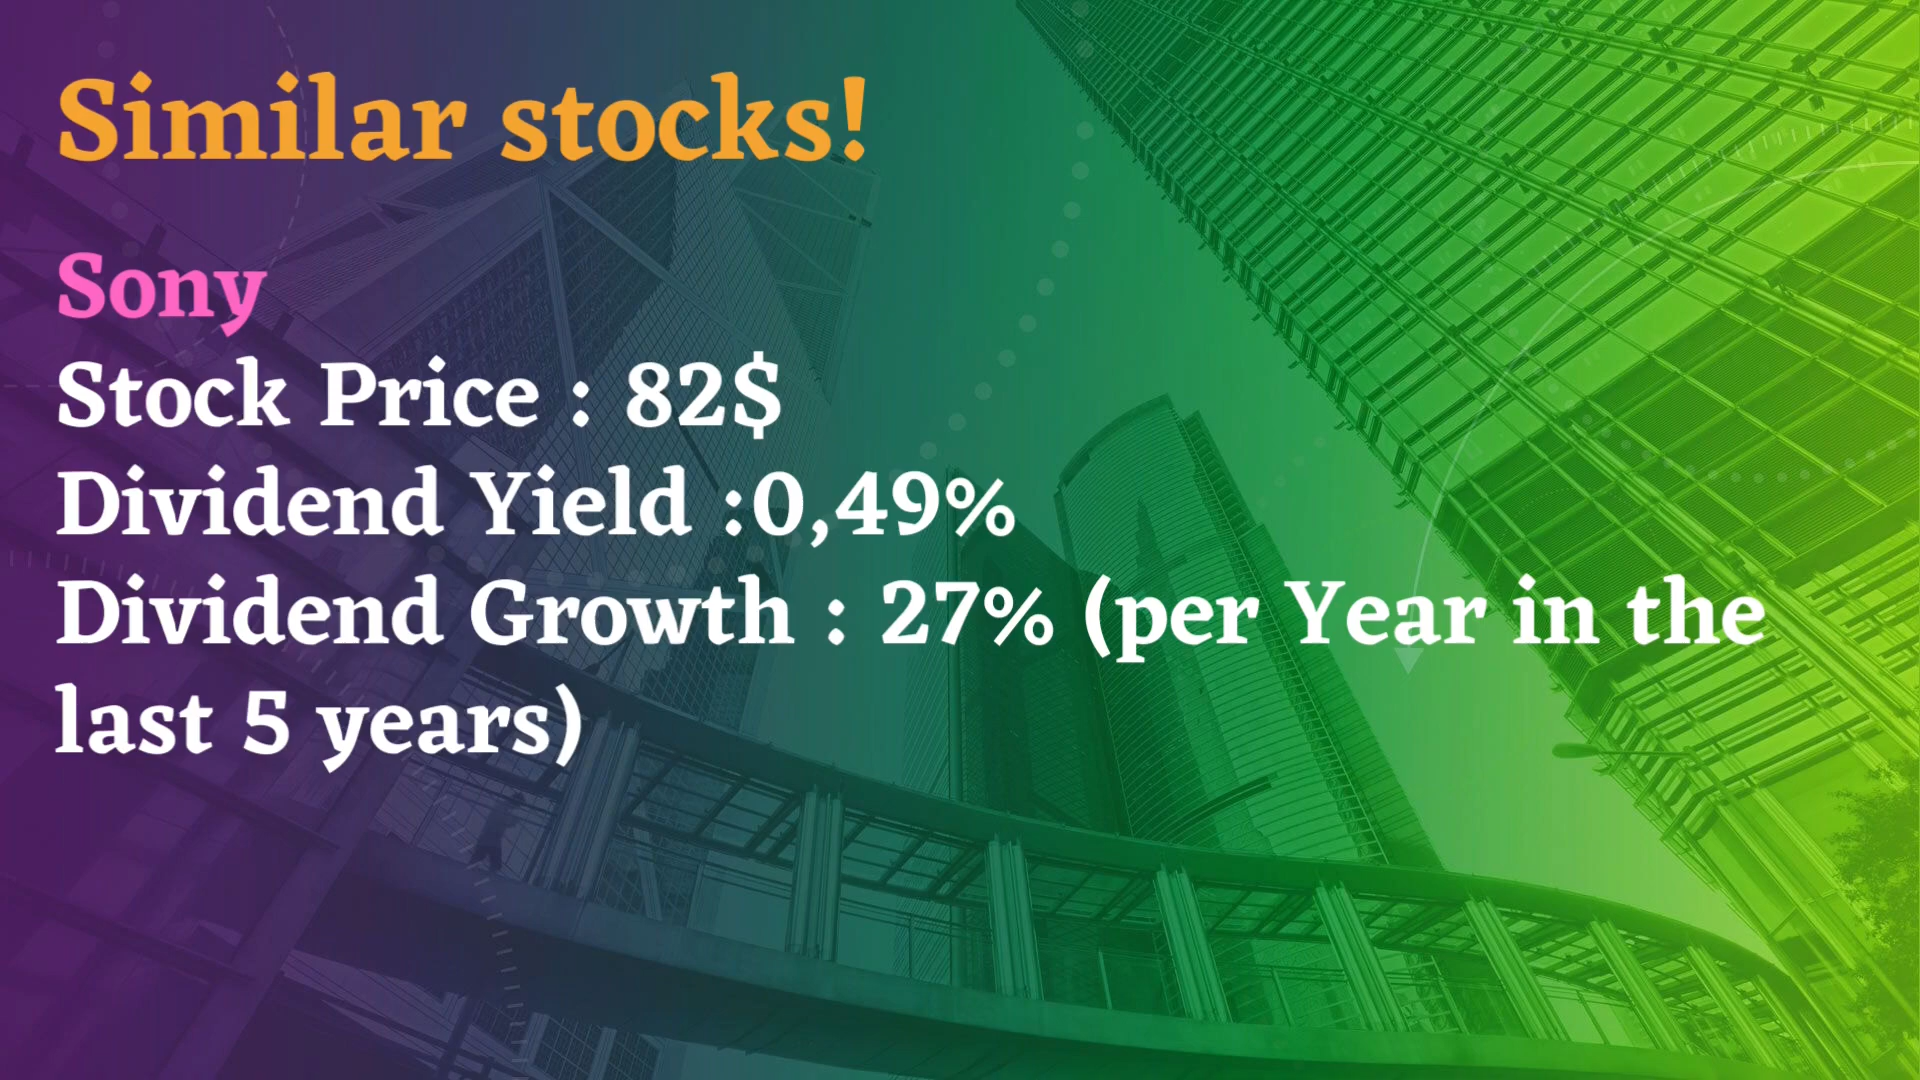 Similar stocks!
Sony
Stock Price : 82$
Dividend Yield :0,49%
Dividend Growth : 27% (per Year in the
last 5 years)